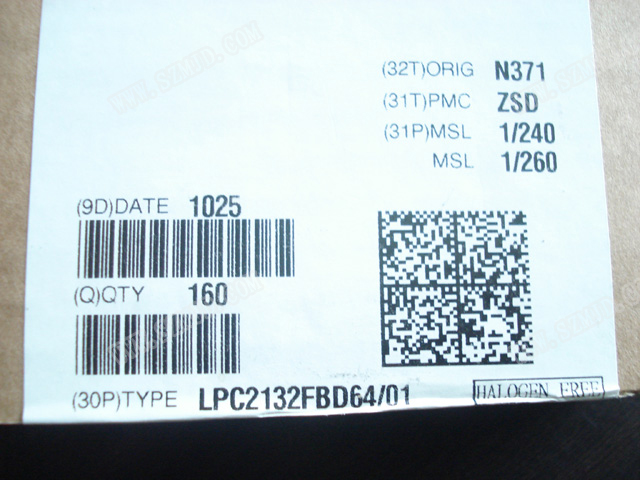 (32T)ORIG N371
(31T)PMC ZSD
(31P)MSL 1/240
MSL 1/260
(9D)DATE 1025
(Q)QTY 160
(30P)TYPE LPC2132FBD64/01
HALOGEN FREE